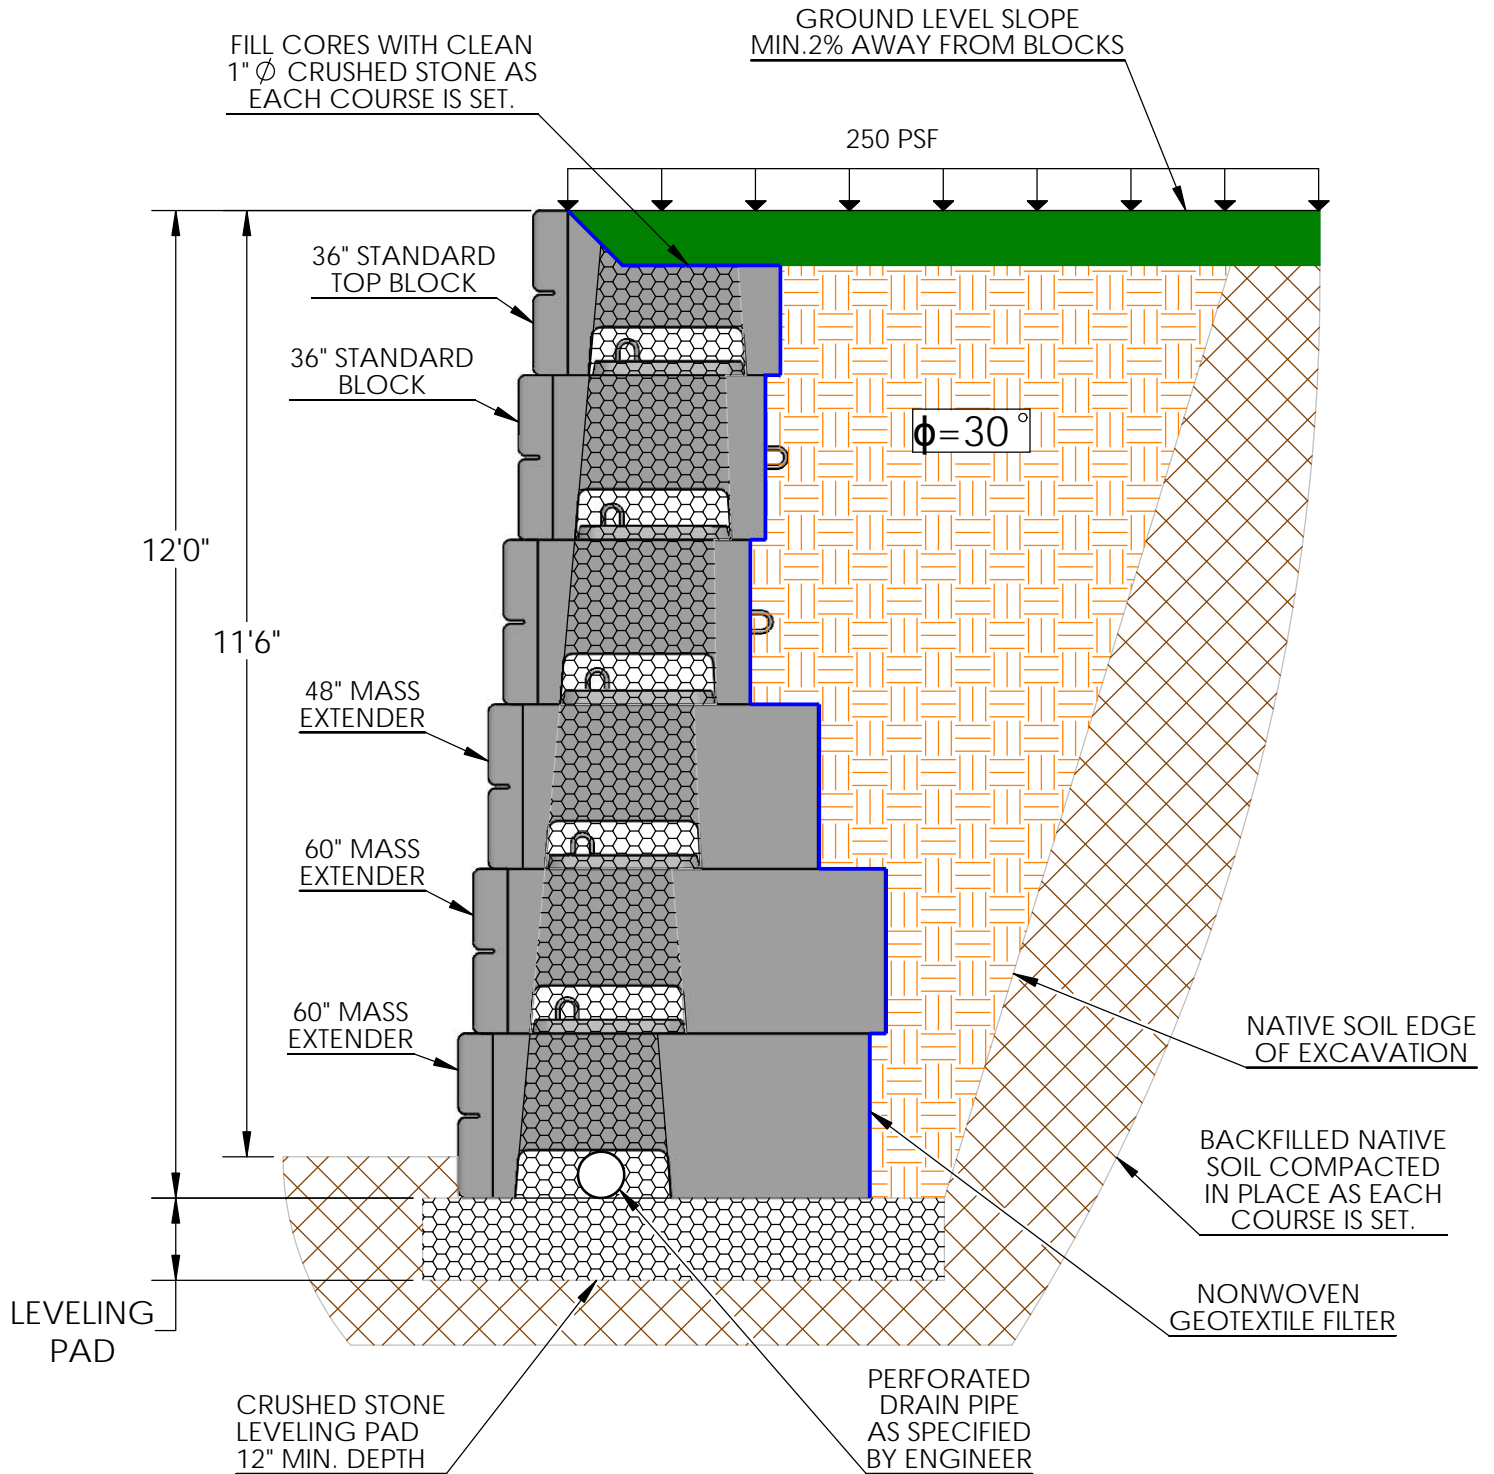 GROUND LEVEL SLOPE
MIN.2% AWAY FROM BLOCKS
FILL CORES WITH CLEAN
1"∅ CRUSHED STONE AS
EACH COURSE IS SET.
250 PSF
36" STANDARD
TOP BLOCK
36" STANDARD
BLOCK
ϕ=30°
12'0"
11'6"
48" MASS
EXTENDER
60" MASS
EXTENDER
60" MASS
EXTENDER
NATIVE SOIL EDGE
OF EXCAVATION
BACKFILLED NATIVE
SOIL COMPACTED
IN PLACE AS EACH
COURSE IS SET.
NONWOVEN
GEOTEXTILE FILTER
LEVELING
PAD
PERFORATED
DRAIN PIPE
AS SPECIFIED
BY ENGINEER
CRUSHED STONE
LEVELING PAD
12" MIN. DEPTH